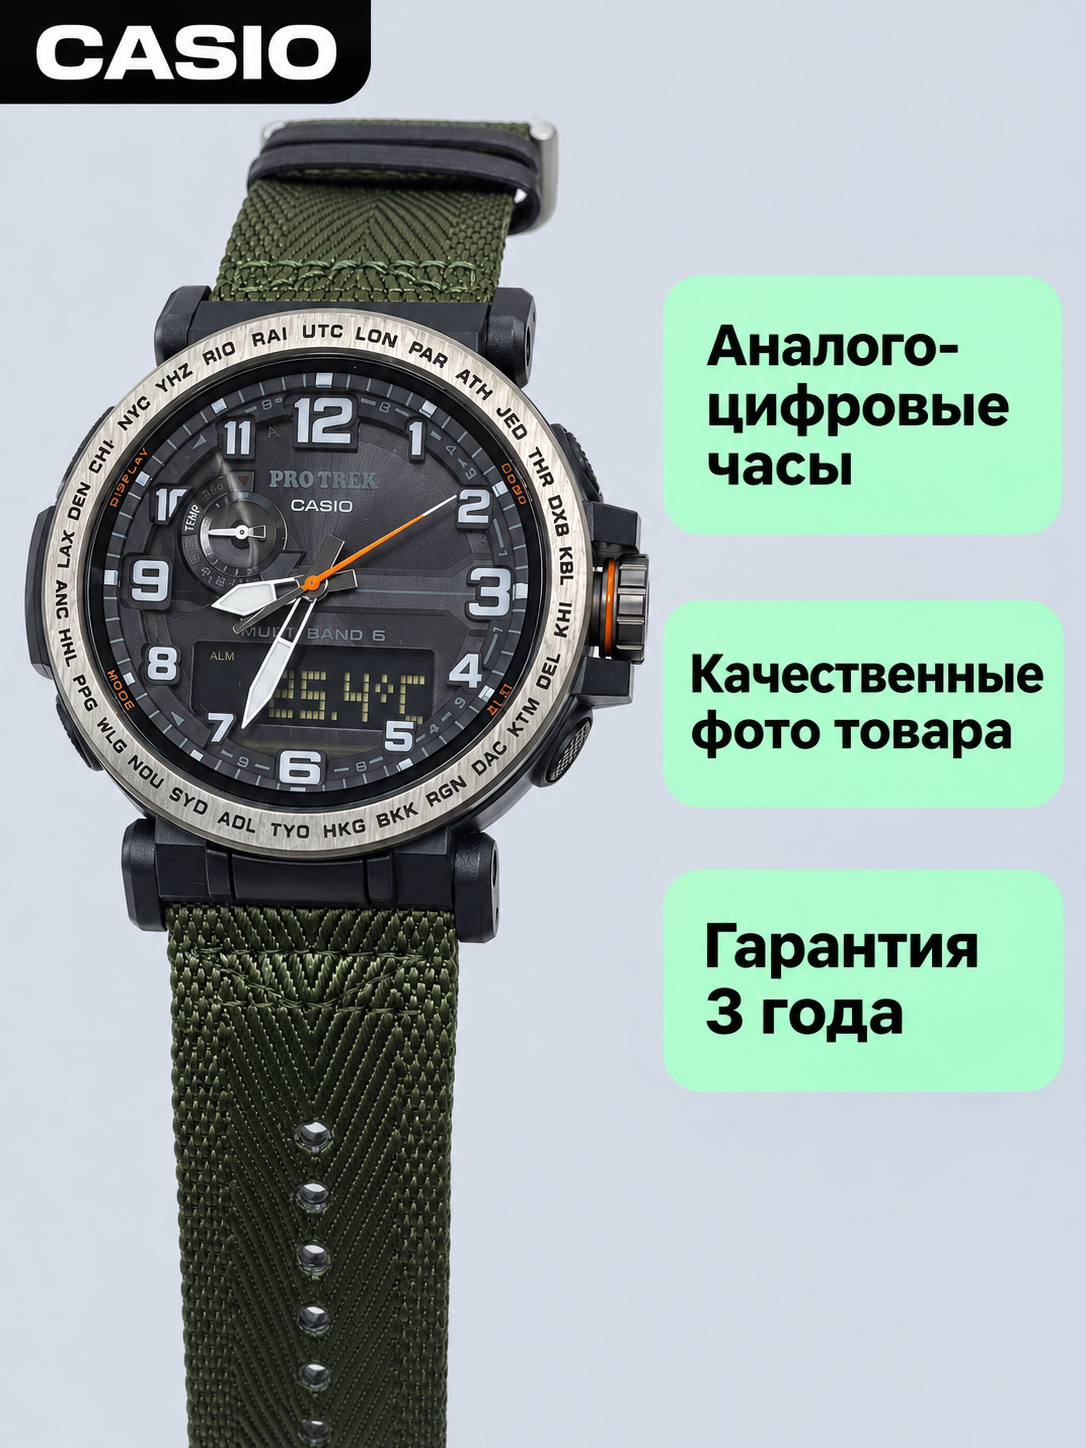 CASIO
Аналого-
цифровые
часы
Качественные
фото товара
Гарантия
3 года
UTC LON PAR ATH JED THR DXB KBL KHI DEL KTM DAC RGN BKK HKG TYO ADL SYD NOU WLG PPG HHL ANC LAX DEN CHI NYC YHZ RIO RAI
12
11
1
10
2
9
3
8
4
7
5
6
PRO TREK
CASIO
TEMP
DISPLAY
MODE
ALT
MULTI BAND 6
ALM
25.4°C